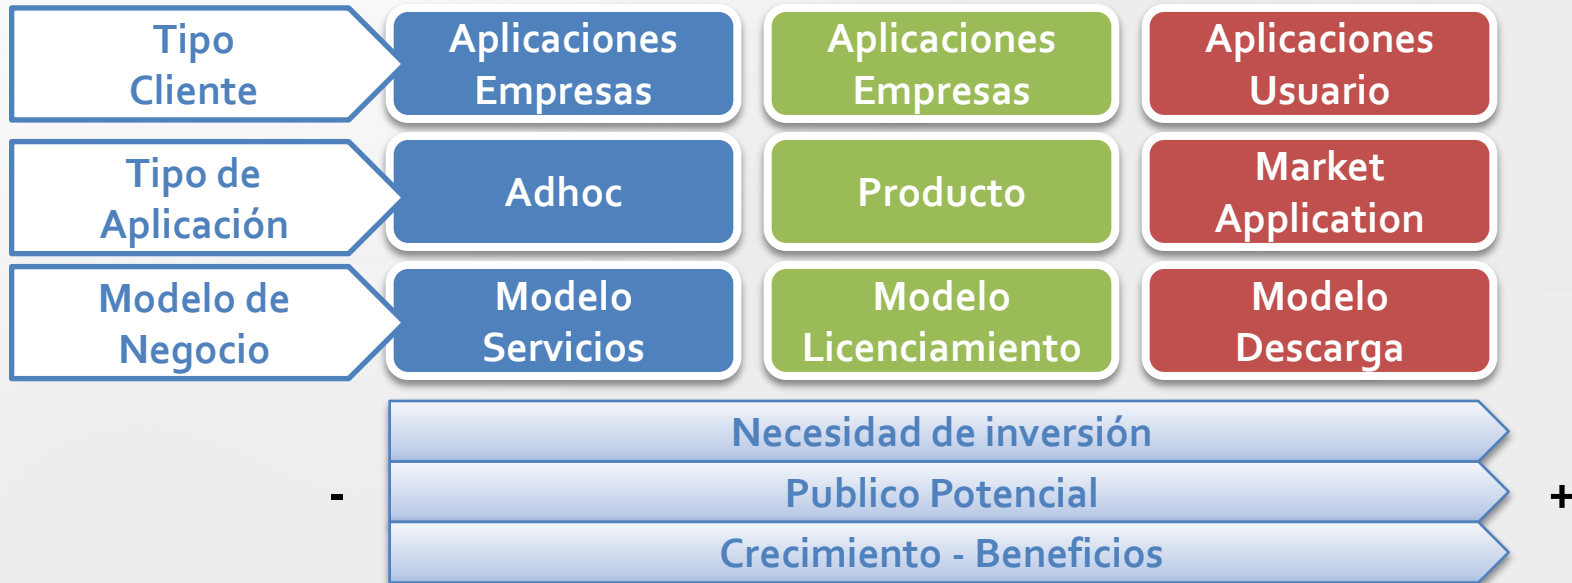 Tipo
Cliente
Aplicaciones
Empresas
Aplicaciones
Empresas
Aplicaciones
Usuario
Tipo de
Aplicación
Adhoc
Producto
Market
Application
Modelo de
Negocio
Modelo
Servicios
Modelo
Licenciamiento
Modelo
Descarga
Necesidad de inversión
- Publico Potencial +
Crecimiento - Beneficios